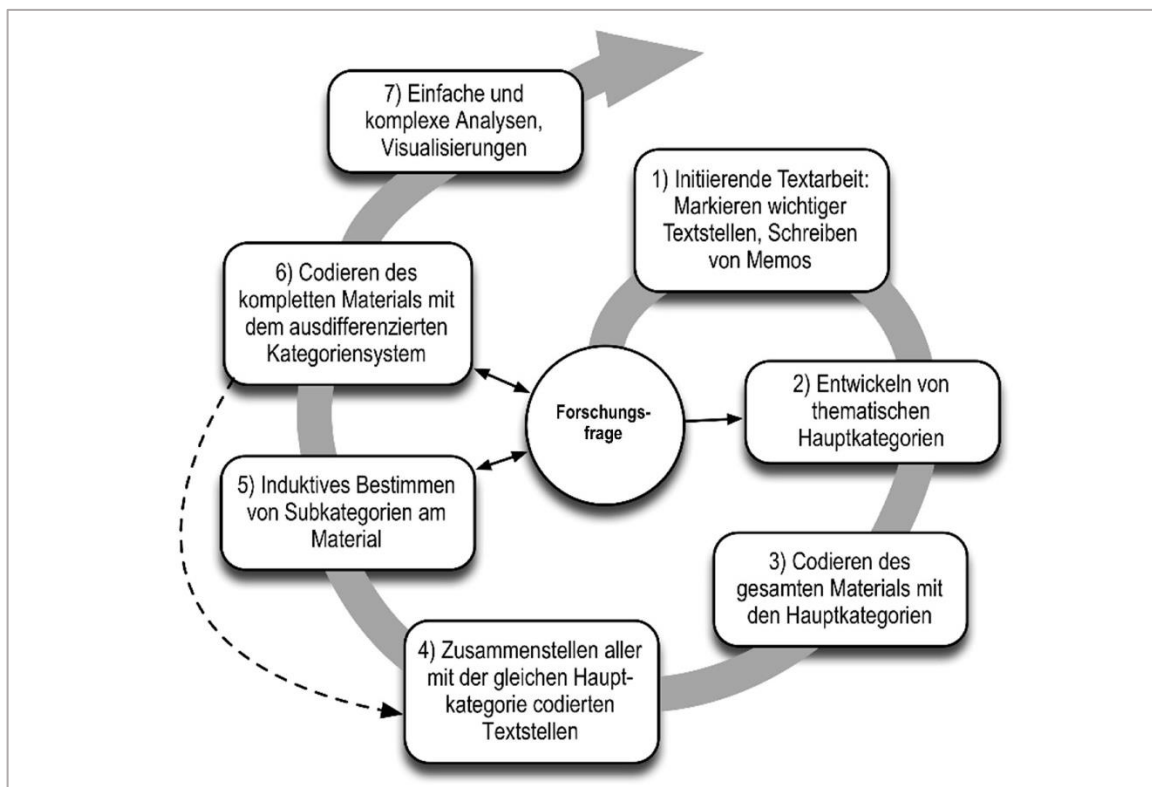 7) Einfache und
komplexe Analysen,
Visualisierungen
1) Initiierende Textarbeit:
Markieren wichtiger
Textstellen, Schreiben
von Memos
6) Codieren des
kompletten Materials mit
dem ausdifferenzierten
Kategoriensystem
Forschungs-
frage
2) Entwickeln von
thematischen
Hauptkategorien
5) Induktives Bestimmen
von Subkategorien am
Material
3) Codieren des
gesamten Materials mit
den Hauptkategorien
4) Zusammenstellen aller
mit der gleichen Haupt-
kategorie codierten
Textstellen